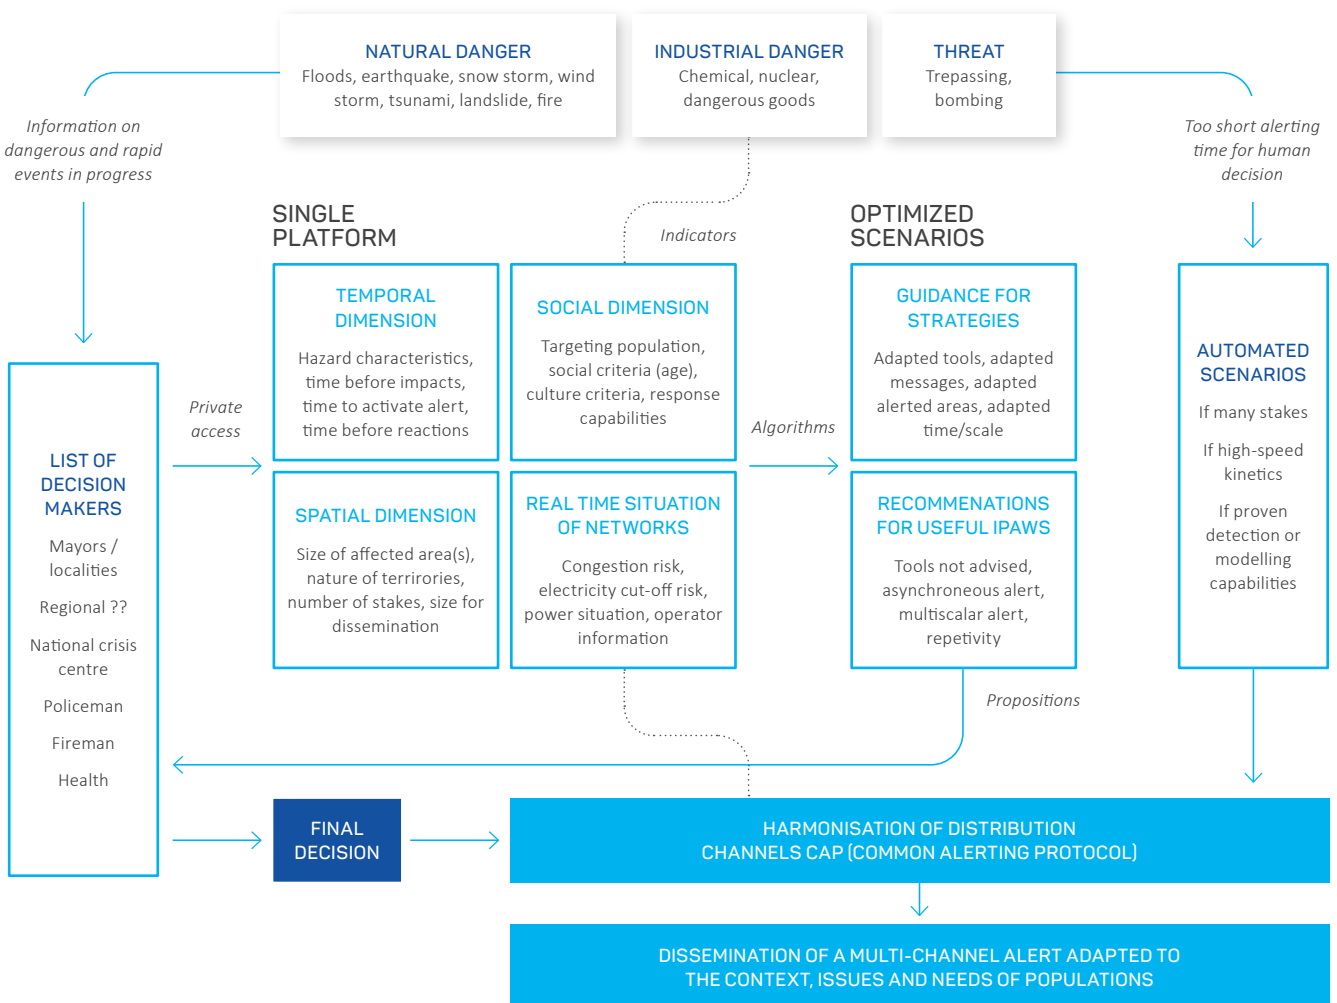 NATURAL DANGER
Floods, earthquake, snow storm, wind
storm, tsunami, landslide, fire
INDUSTRIAL DANGER
Chemical, nuclear,
dangerous goods
THREAT
Trepassing,
bombing
Information on
dangerous and rapid
events in progress
Too short alerting
time for human
decision
SINGLE
PLATFORM
Indicators
OPTIMIZED
SCENARIOS
TEMPORAL
DIMENSION
Hazard characteristics,
time before impacts,
time to activate alert,
time before reactions
SOCIAL DIMENSION
Targeting population,
social criteria (age),
culture criteria, response
capabilities
GUIDANCE FOR
STRATEGIES
Adapted tools, adapted
messages, adapted
alerted areas, adapted
time/scale
AUTOMATED
SCENARIOS
If many stakes
If high-speed
kinetics
If proven
detection or
modelling
capabilities
Private
access
Algorithms
LIST OF
DECISION
MAKERS
Mayors /
localities
Regional ??
National crisis
centre
Policeman
Fireman
Health
SPATIAL DIMENSION
Size of affected area(s),
nature of terrirories,
number of stakes, size for
dissemination
REAL TIME SITUATION
OF NETWORKS
Congestion risk,
electricity cut-off risk,
power situation, operator
information
RECOMMENATIONS
FOR USEFUL IPAWS
Tools not advised,
asynchroneous alert,
multiscalar alert,
repetivity
Propositions
FINAL
DECISION
HARMONISATION OF DISTRIBUTION
CHANNELS CAP (COMMON ALERTING PROTOCOL)
DISSEMINATION OF A MULTI-CHANNEL ALERT ADAPTED TO
THE CONTEXT, ISSUES AND NEEDS OF POPULATIONS